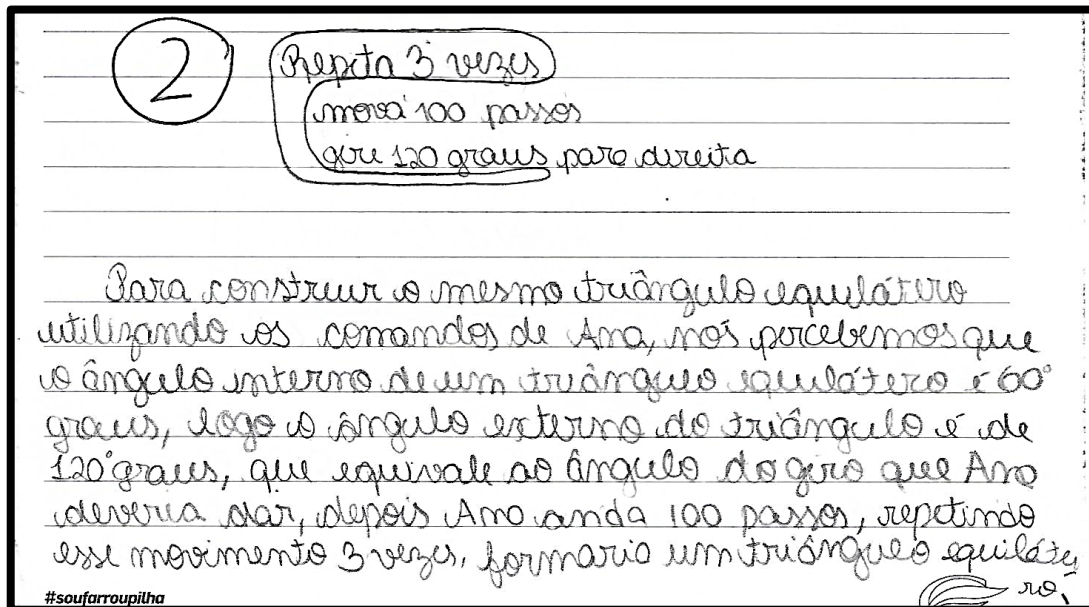 2
Repita 3 vezes
mova 100 passos
gire 120 graus para direita
Para construir o mesmo triângulo equilátero
utilizando os comandos de Ana, nós percebemos que
o ângulo interno de um triângulo equilátero é 60°
graus, logo o ângulo externo do triângulo é de
120° graus, que equivale ao ângulo do giro que Ana
deveria dar, depois Ana anda 100 passos, repetindo
esse movimento 3 vezes, formaria um triângulo equiláte
ro.
#soufarroupilha